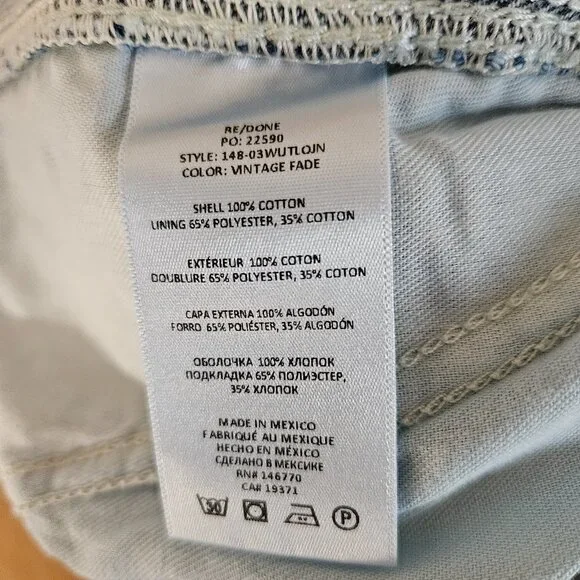 RE/DONE
PO: 22590
STYLE: 148-03WUTLOJN
COLOR: VINTAGE FADE
SHELL 100% COTTON
LINING 65% POLYESTER, 35% COTTON
EXTÉRIEUR 100% COTON
DOUBLURE 65% POLYESTER, 35% COTON
CAPA EXTERNA 100% ALGODÓN
FORRO 65% POLIÉSTER, 35% ALGODÓN
ОБОЛОЧКА 100% ХЛОПОК
ПОДКЛАДКА 65% ПОЛИЭСТЕР,
35% ХЛОПОК
MADE IN MEXICO
FABRIQUÉ AU MEXIQUE
HECHO EN MÉXICO
СДЕЛАНО В МЕКСИКЕ
RN# 146770
CA# 19371
30 P